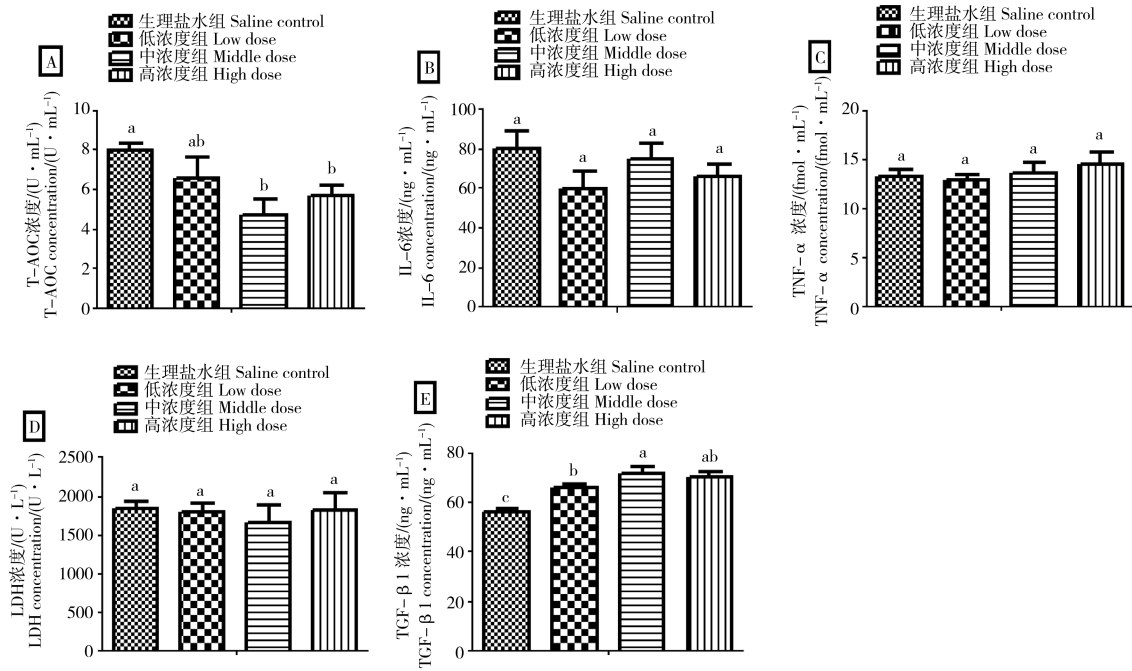 A
生理盐水组 Saline control
低浓度组 Low dose
中浓度组 Middle dose
高浓度组 High dose
T-AOC浓度/(U·mL⁻¹)
T-AOC concentration/(U·mL⁻¹)
10
8
6
4
2
0
a
ab
b
b
B
生理盐水组 Saline control
低浓度组 Low dose
中浓度组 Middle dose
高浓度组 High dose
IL-6浓度/(ng·mL⁻¹)
IL-6 concentration/(ng·mL⁻¹)
100
80
60
40
20
0
a
a
a
a
C
生理盐水组 Saline control
低浓度组 Low dose
中浓度组 Middle dose
高浓度组 High dose
TNF-α 浓度/(fmol·mL⁻¹)
TNF-α concentration/(fmol·mL⁻¹)
20
15
10
5
0
a
a
a
a
D
生理盐水组 Saline control
低浓度组 Low dose
中浓度组 Middle dose
高浓度组 High dose
LDH浓度/(U·L⁻¹)
LDH concentration/(U·L⁻¹)
2500
2000
1500
1000
500
0
a
a
a
a
E
生理盐水组 Saline control
低浓度组 Low dose
中浓度组 Middle dose
高浓度组 High dose
TGF-β1 浓度/(ng·mL⁻¹)
TGF-β1 concentration/(ng·mL⁻¹)
80
60
40
20
0
c
b
a
ab